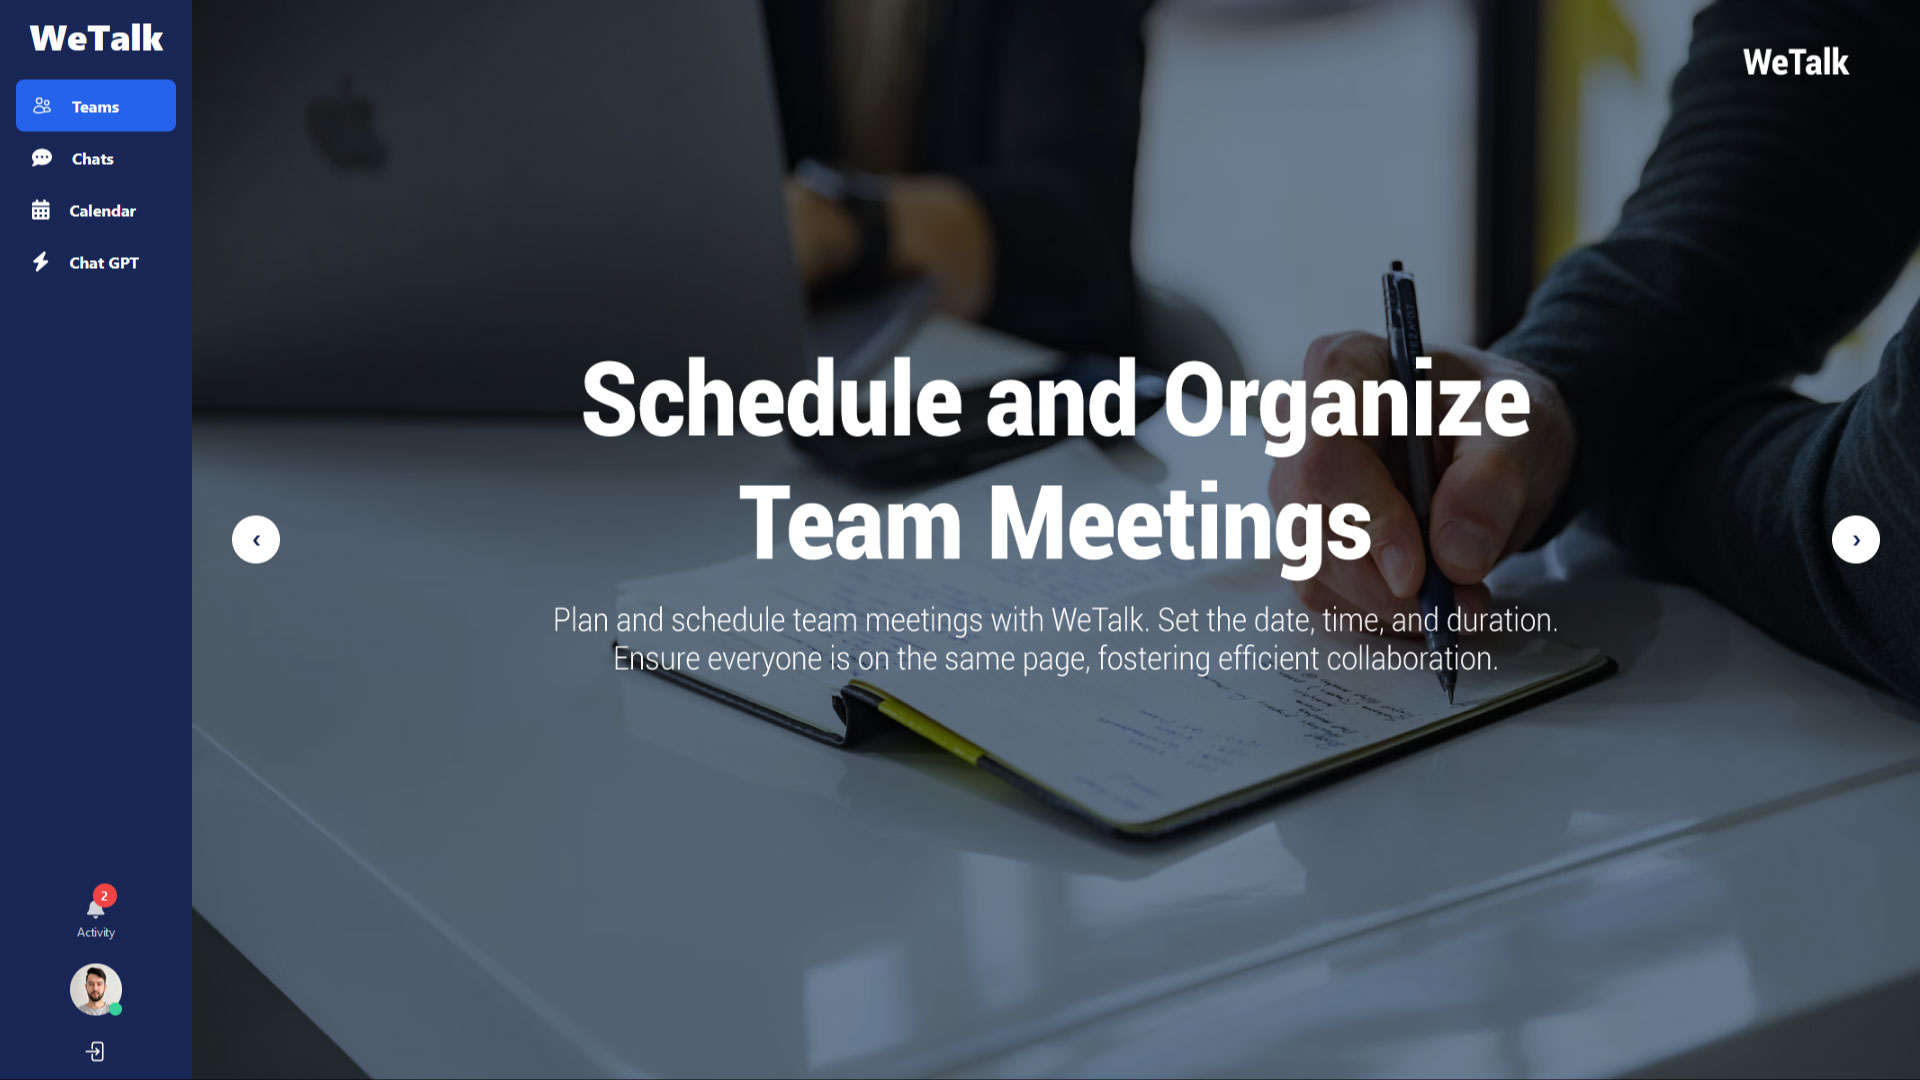 WeTalk
Teams
Chats
Calendar
Chat GPT
2
Activity
WeTalk
Schedule and Organize
Team Meetings
Plan and schedule team meetings with WeTalk. Set the date, time, and duration.
Ensure everyone is on the same page, fostering efficient collaboration.